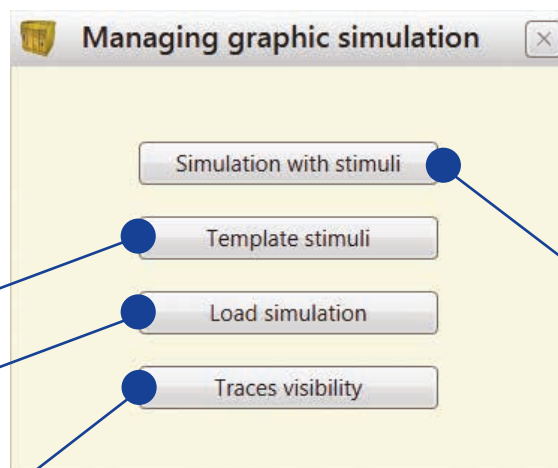 Managing graphic simulation
Simulation with stimuli
Template stimuli
Load simulation
Traces visibility